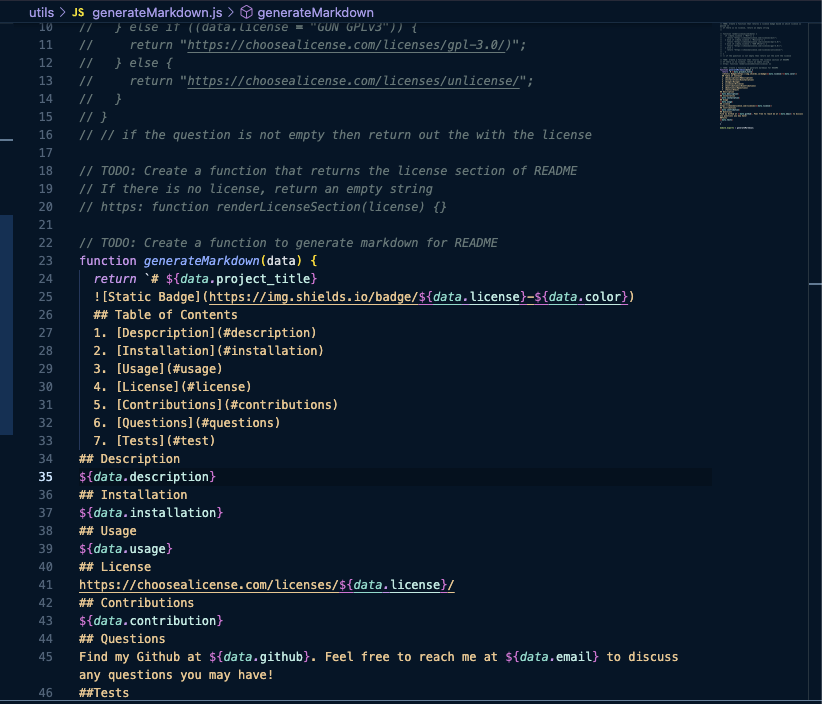 utils > JS generateMarkdown.js > generateMarkdown
10 //   } else if ((data.license = "GUN GPLv3")) {
11 //     return "https://choosealicense.com/licenses/gpl-3.0/)";
12 //   } else {
13 //     return "https://choosealicense.com/licenses/unlicense/";
14 //   }
15 // }
16 // // if the question is not empty then return out the with the license
17
18 // TODO: Create a function that returns the license section of README
19 // If there is no license, return an empty string
20 // https: function renderLicenseSection(license) {}
21
22 // TODO: Create a function to generate markdown for README
23 function generateMarkdown(data) {
24   return `# ${data.project_title}
25   ![Static Badge](https://img.shields.io/badge/${data.license}-${data.color})
26   ## Table of Contents
27   1. [Despcription](#description)
28   2. [Installation](#installation)
29   3. [Usage](#usage)
30   4. [License](#license)
31   5. [Contributions](#contributions)
32   6. [Questions](#questions)
33   7. [Tests](#test)
34 ## Description
35 ${data.description}
36 ## Installation
37 ${data.installation}
38 ## Usage
39 ${data.usage}
40 ## License
41 https://choosealicense.com/licenses/${data.license}/
42 ## Contributions
43 ${data.contribution}
44 ## Questions
45 Find my Github at ${data.github}. Feel free to reach me at ${data.email} to discuss
any questions you may have!
46 ##Tests